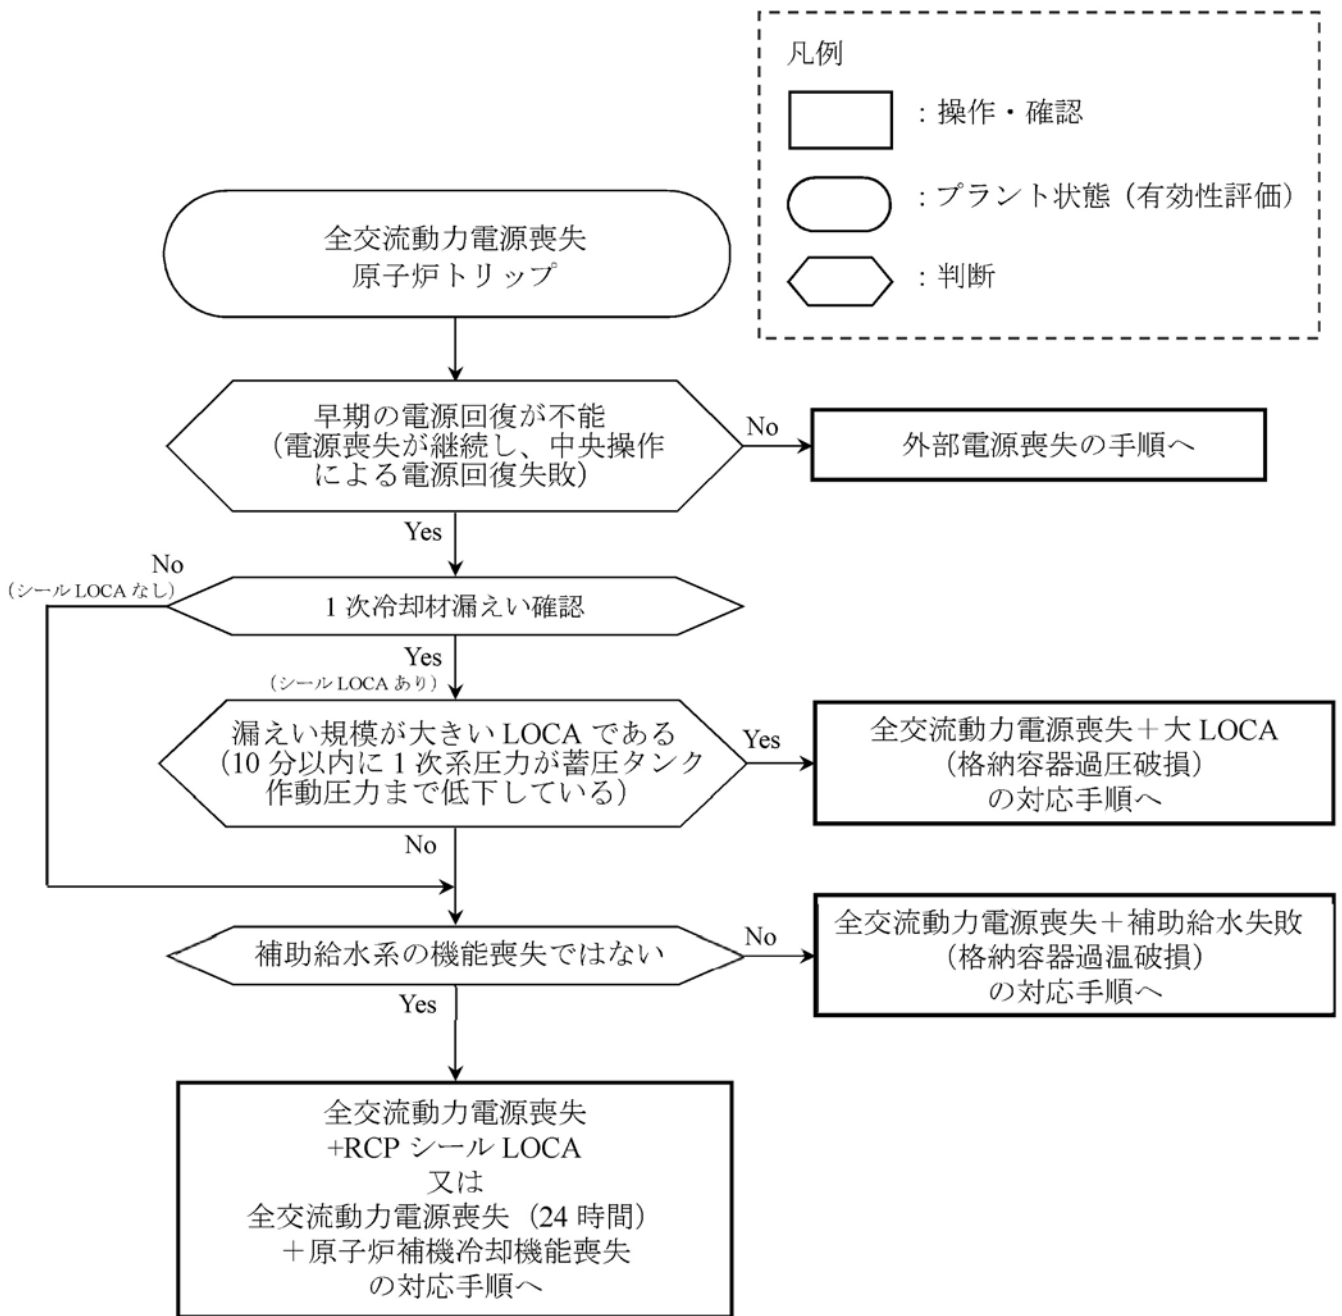 凡例
：操作・確認
：プラント状態（有効性評価）
：判断
全交流動力電源喪失
原子炉トリップ
早期の電源回復が不能
（電源喪失が継続し、中央操作
による電源回復失敗）
No
外部電源喪失の手順へ
Yes
No
（シール LOCA なし）
1 次冷却材漏えい確認
Yes
（シール LOCA あり）
漏えい規模が大きい LOCA である
（10 分以内に 1 次系圧力が蓄圧タンク
作動圧力まで低下している）
Yes
全交流動力電源喪失＋大 LOCA
（格納容器過圧破損）
の対応手順へ
No
補助給水系の機能喪失ではない
No
全交流動力電源喪失＋補助給水失敗
（格納容器過温破損）
の対応手順へ
Yes
全交流動力電源喪失
+RCP シール LOCA
又は
全交流動力電源喪失（24 時間）
＋原子炉補機冷却機能喪失
の対応手順へ